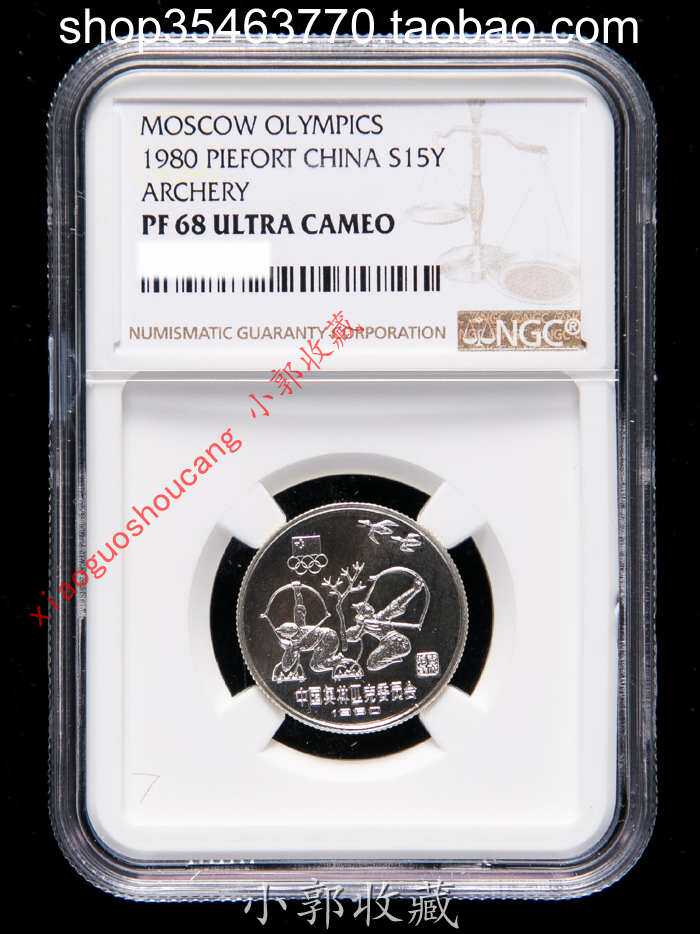 shop35463770.taobao.com
MOSCOW OLYMPICS
1980 PIEFORT CHINA S15Y
ARCHERY
PF 68 ULTRA CAMEO
NUMISMATIC GUARANTY CORPORATION
NGC®
xiaoguoshoucang 小郭收藏
中国奥林匹克委员会
1980
小郭收藏